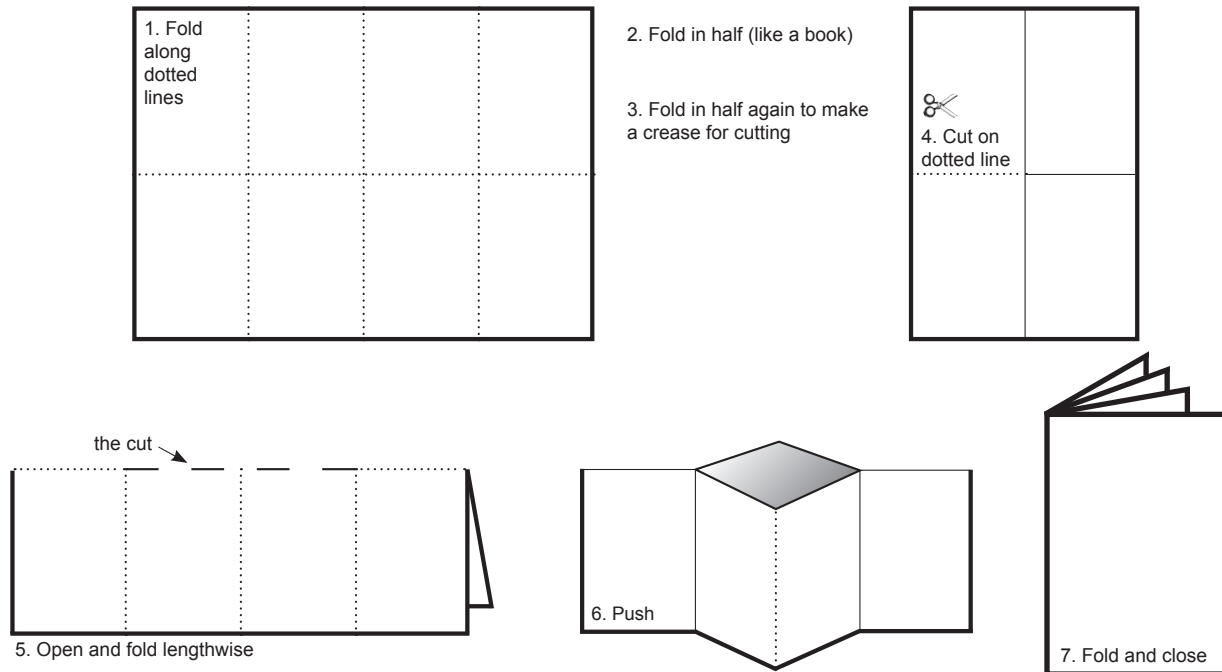 1. Fold
along
dotted
lines
2. Fold in half (like a book)
3. Fold in half again to make
a crease for cutting
4. Cut on
dotted line
the cut
5. Open and fold lengthwise
6. Push
7. Fold and close